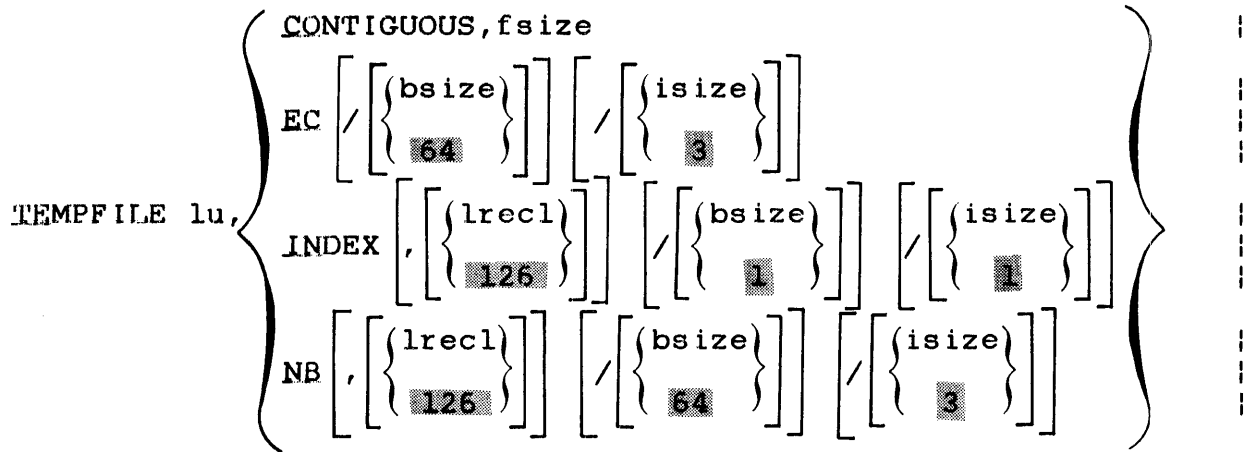 CONTIGUOUS,fsize
EC [/[{bsize
64}]] [/[{isize
3}]]
TEMPFILE lu,
INDEX [,[{lrecl
126}]] [/[{bsize
1}]] [/[{isize
1}]]
NB [,[{lrecl
126}]] [/[{bsize
64}]] [/[{isize
3}]]